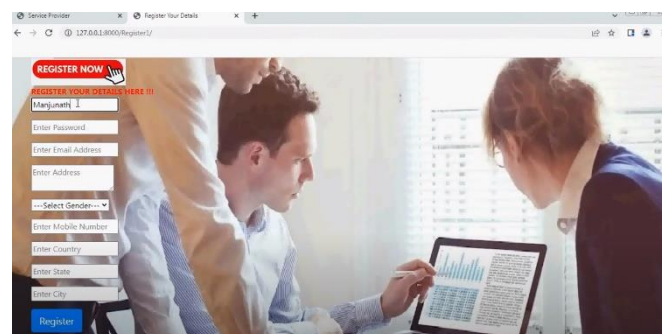 Service Provider
Register Your Details
127.0.0.1:8000/Register1/
REGISTER NOW
REGISTER YOUR DETAILS HERE !!!
Manjunath
Enter Password
Enter Email Address
Enter Address
---Select Gender---
Enter Mobile Number
Enter Country
Enter State
Enter City
Register